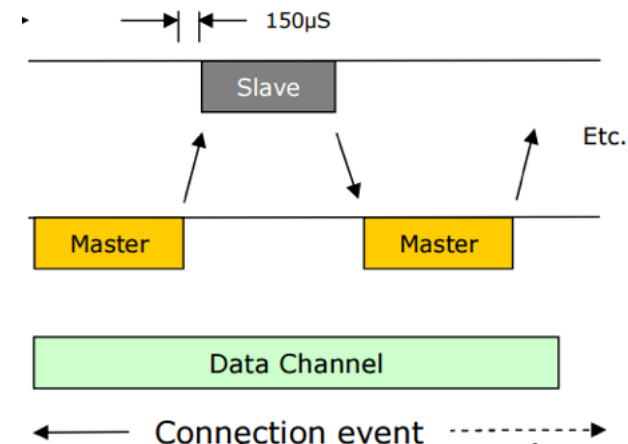 150µS
Slave
Etc.
Master
Master
Data Channel
Connection event